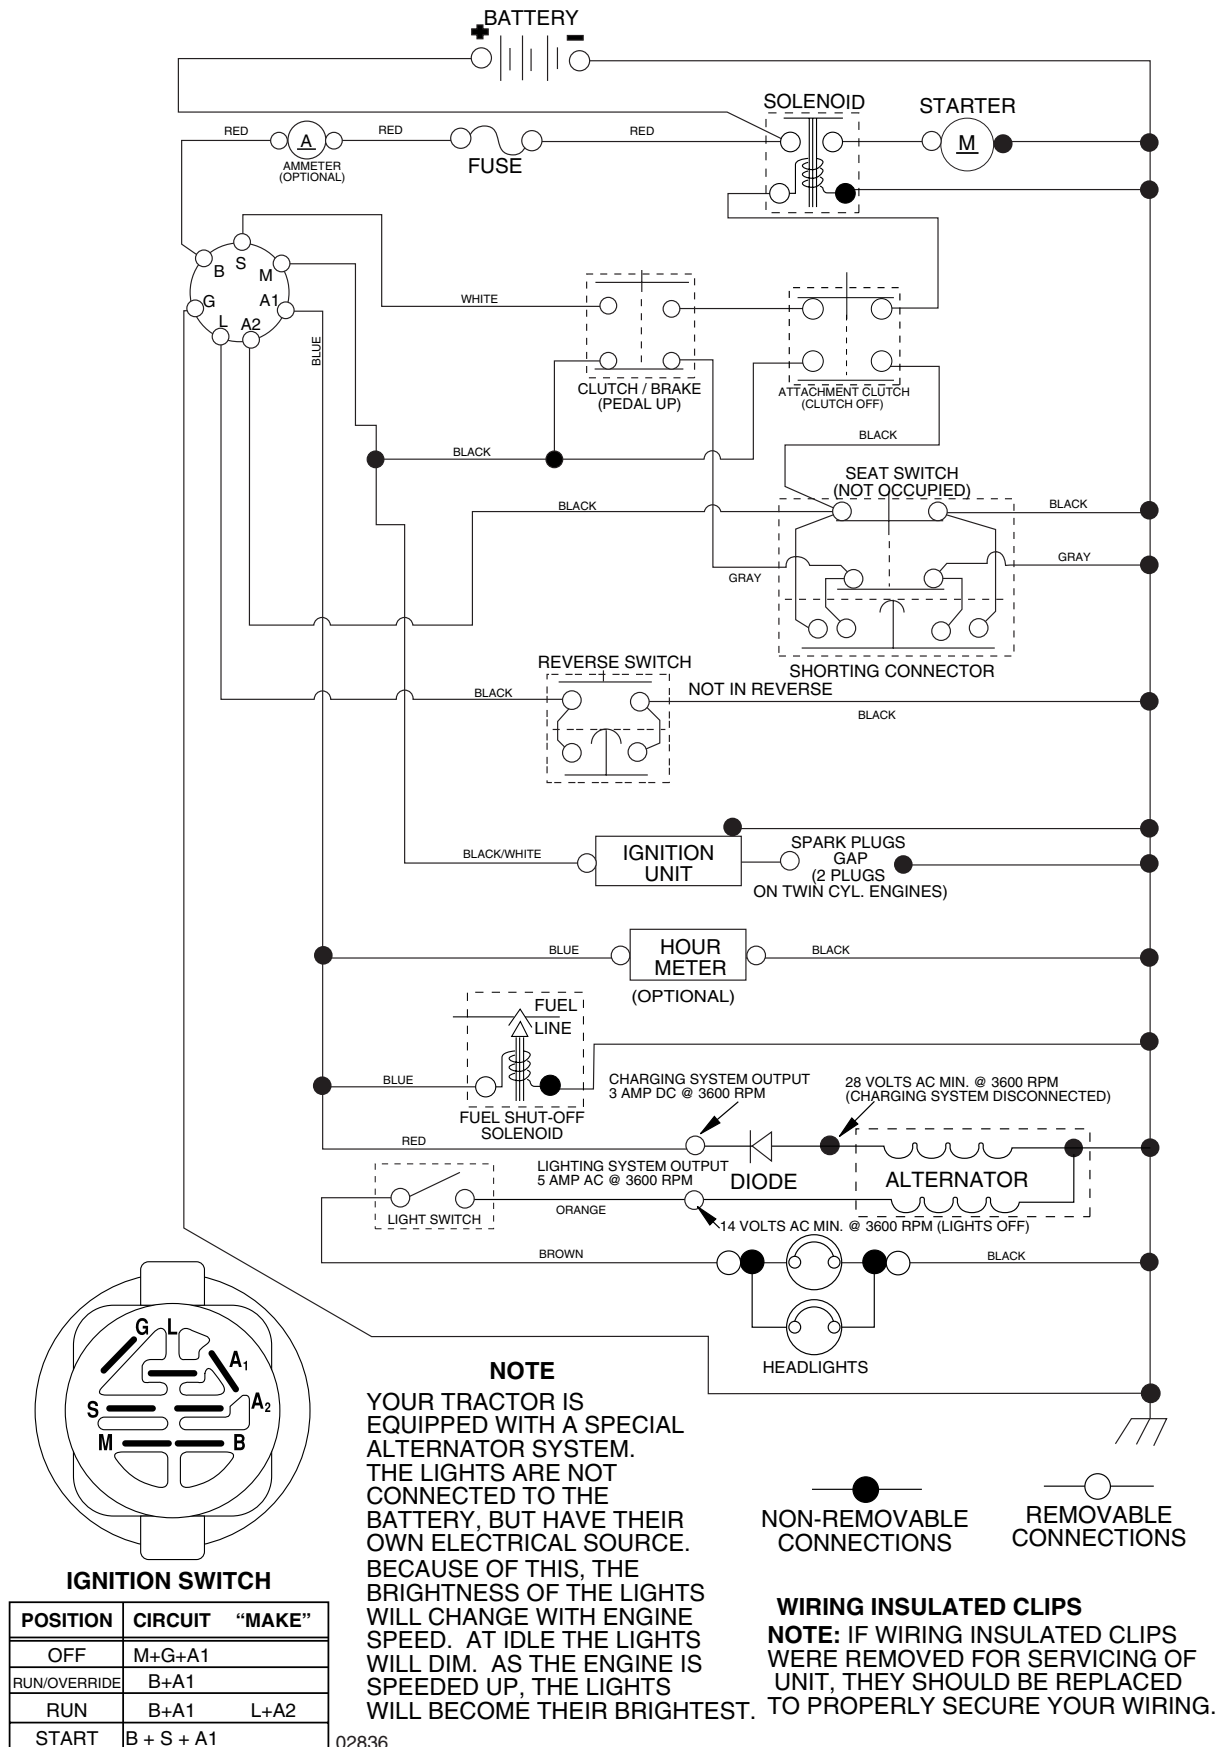 BATTERY
SOLENOID
STARTER
RED
A
RED
RED
M
AMMETER
(OPTIONAL)
FUSE
B
S
M
G
A1
L
A2
BLUE
WHITE
CLUTCH / BRAKE
(PEDAL UP)
ATTACHMENT CLUTCH
(CLUTCH OFF)
BLACK
BLACK
SEAT SWITCH
(NOT OCCUPIED)
BLACK
BLACK
GRAY
GRAY
SHORTING CONNECTOR
REVERSE SWITCH
NOT IN REVERSE
BLACK
BLACK
BLACK/WHITE
IGNITION
UNIT
SPARK PLUGS
GAP
(2 PLUGS
ON TWIN CYL. ENGINES)
BLUE
HOUR
METER
BLACK
(OPTIONAL)
FUEL
LINE
BLUE
FUEL SHUT-OFF
SOLENOID
CHARGING SYSTEM OUTPUT
3 AMP DC @ 3600 RPM
28 VOLTS AC MIN. @ 3600 RPM
(CHARGING SYSTEM DISCONNECTED)
RED
DIODE
ALTERNATOR
LIGHTING SYSTEM OUTPUT
5 AMP AC @ 3600 RPM
LIGHT SWITCH
ORANGE
14 VOLTS AC MIN. @ 3600 RPM (LIGHTS OFF)
BROWN
BLACK
HEADLIGHTS
G L
A1
S
A2
M
B
IGNITION SWITCH
POSITION CIRCUIT "MAKE"
OFF M+G+A1
RUN/OVERRIDE B+A1
RUN B+A1 L+A2
START B + S + A1
02836
NOTE
YOUR TRACTOR IS
EQUIPPED WITH A SPECIAL
ALTERNATOR SYSTEM.
THE LIGHTS ARE NOT
CONNECTED TO THE
BATTERY, BUT HAVE THEIR
OWN ELECTRICAL SOURCE.
BECAUSE OF THIS, THE
BRIGHTNESS OF THE LIGHTS
WILL CHANGE WITH ENGINE
SPEED. AT IDLE THE LIGHTS
WILL DIM. AS THE ENGINE IS
SPEEDED UP, THE LIGHTS
WILL BECOME THEIR BRIGHTEST.
NON-REMOVABLE
CONNECTIONS
REMOVABLE
CONNECTIONS
WIRING INSULATED CLIPS
NOTE: IF WIRING INSULATED CLIPS
WERE REMOVED FOR SERVICING OF
UNIT, THEY SHOULD BE REPLACED
TO PROPERLY SECURE YOUR WIRING.